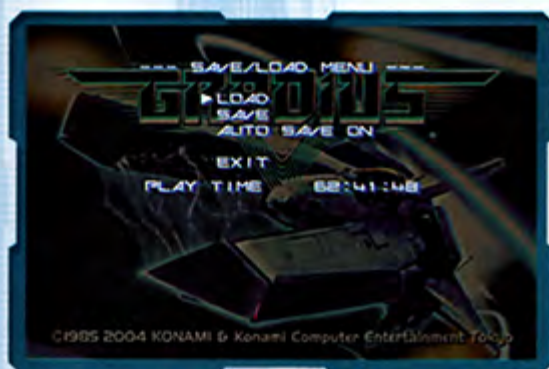 --- SAVE/LOAD MENU ---
GRADIUS
▶LOAD
SAVE
AUTO SAVE ON
EXIT
PLAY TIME 62:41:48
©1985 2004 KONAMI & Konami Computer Entertainment Tokyo